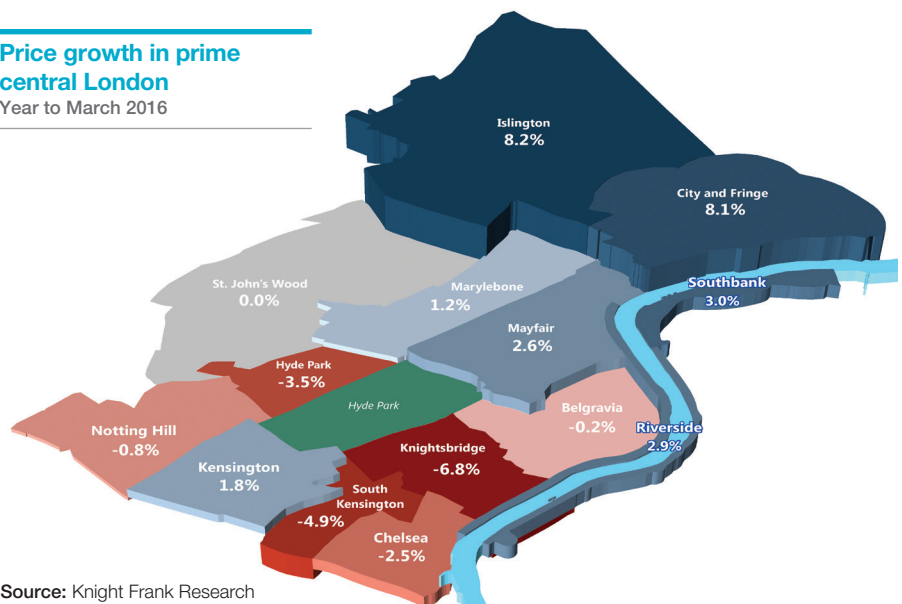 Price growth in prime
central London
Year to March 2016
Islington
8.2%
City and Fringe
8.1%
St. John's Wood
0.0%
Marylebone
1.2%
Southbank
3.0%
Mayfair
2.6%
Hyde Park
-3.5%
Hyde Park
Belgravia
-0.2%
Notting Hill
-0.8%
Riverside
2.9%
Knightsbridge
-6.8%
Kensington
1.8%
South
Kensington
-4.9%
Chelsea
-2.5%
Source: Knight Frank Research